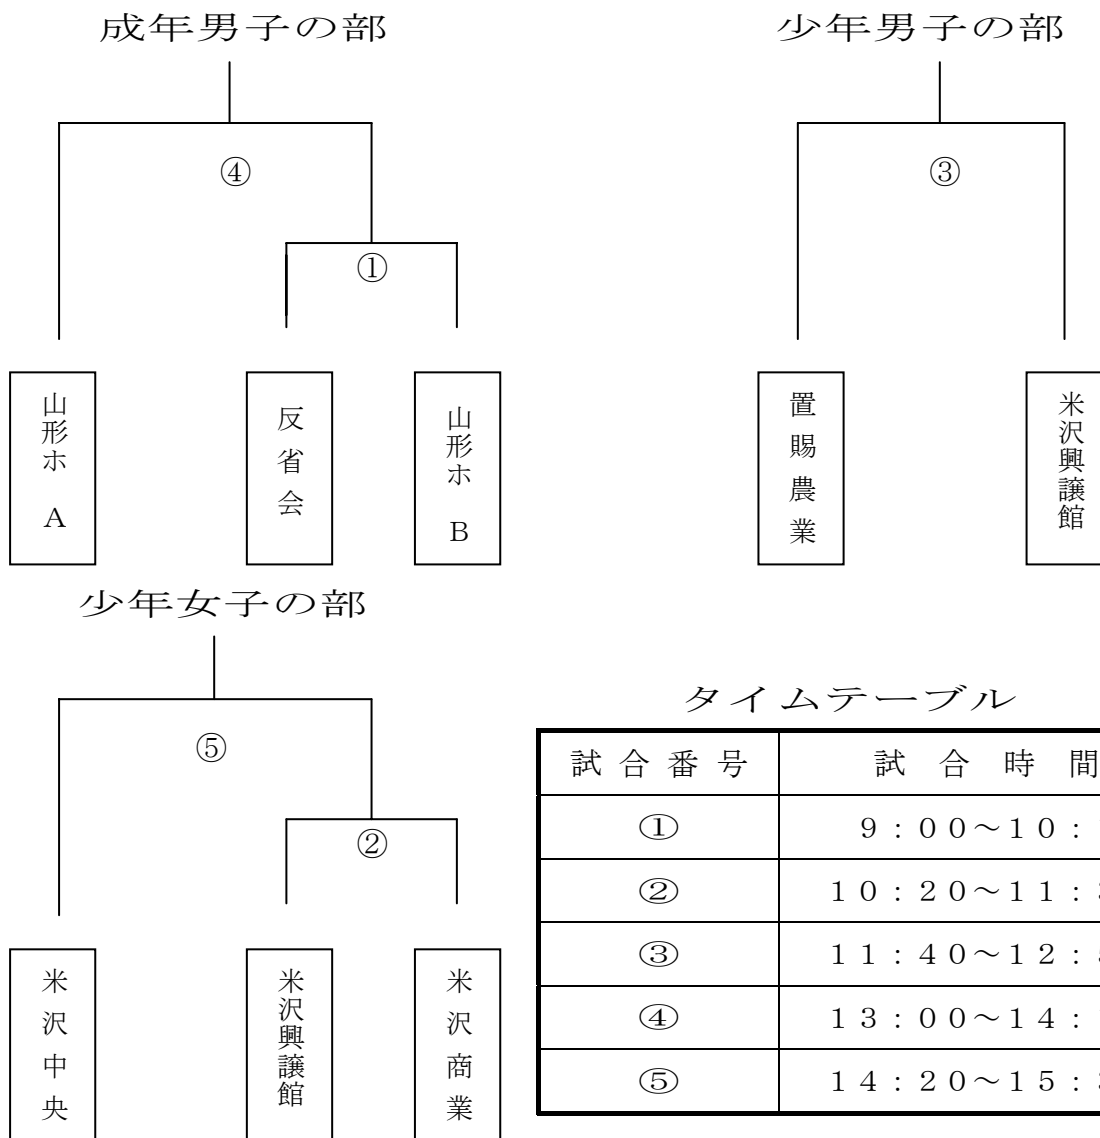 成年男子の部
④
①
山形ホ A
反省会
山形ホ B
少年男子の部
③
置賜農業
米沢興譲館
少年女子の部
⑤
②
米沢中央
米沢興譲館
米沢商業
タイムテーブル
試合番号 試合時間
① 9:00～10:
② 10:20～11:
③ 11:40～12:
④ 13:00～14:
⑤ 14:20～15: